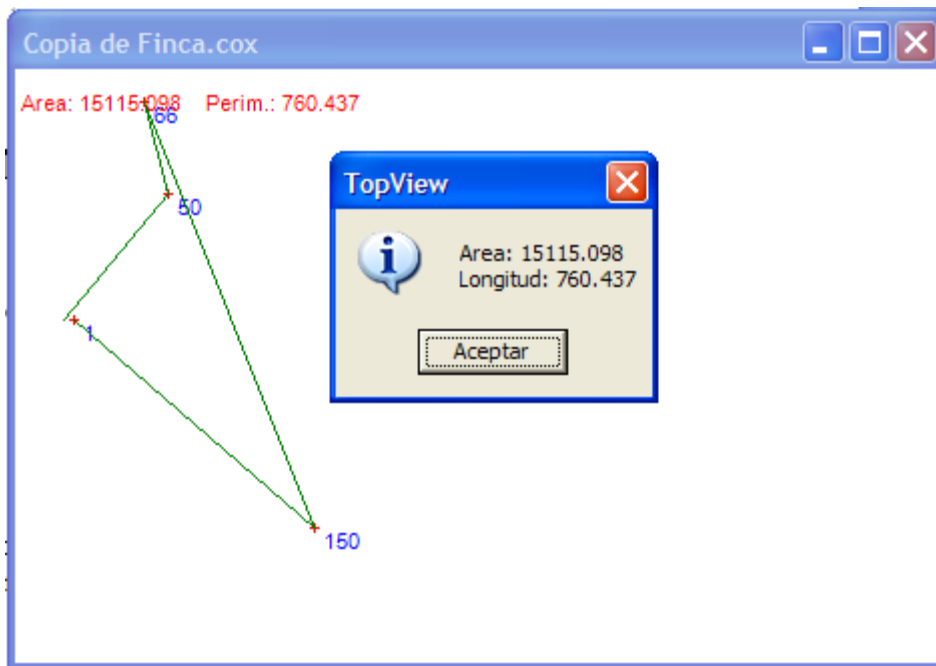 Copia de Finca.cox
Area: 15115.098 Perim.: 760.437
66
50
1
150
TopView
Area: 15115.098
Longitud: 760.437
Aceptar